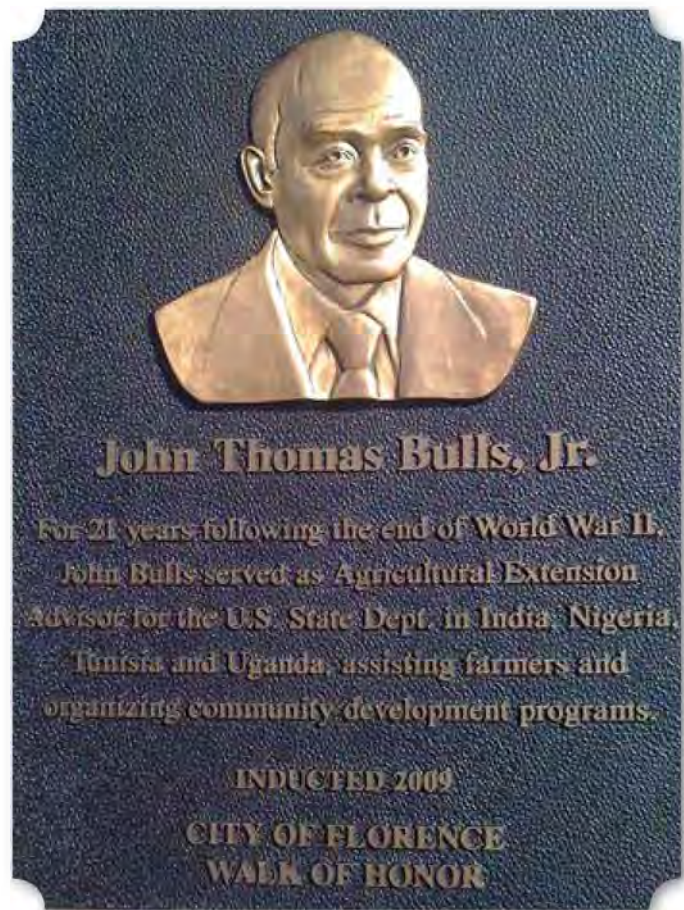 John Thomas Bulls, Jr.
For 21 years following the end of World War II,
John Bulls served as Agricultural Extension
Advisor for the U.S. State Dept. in India, Nigeria,
Tunisia and Uganda, assisting farmers and
organizing community development programs.
INDUCTED 2009
CITY OF FLORENCE
WALK OF HONOR